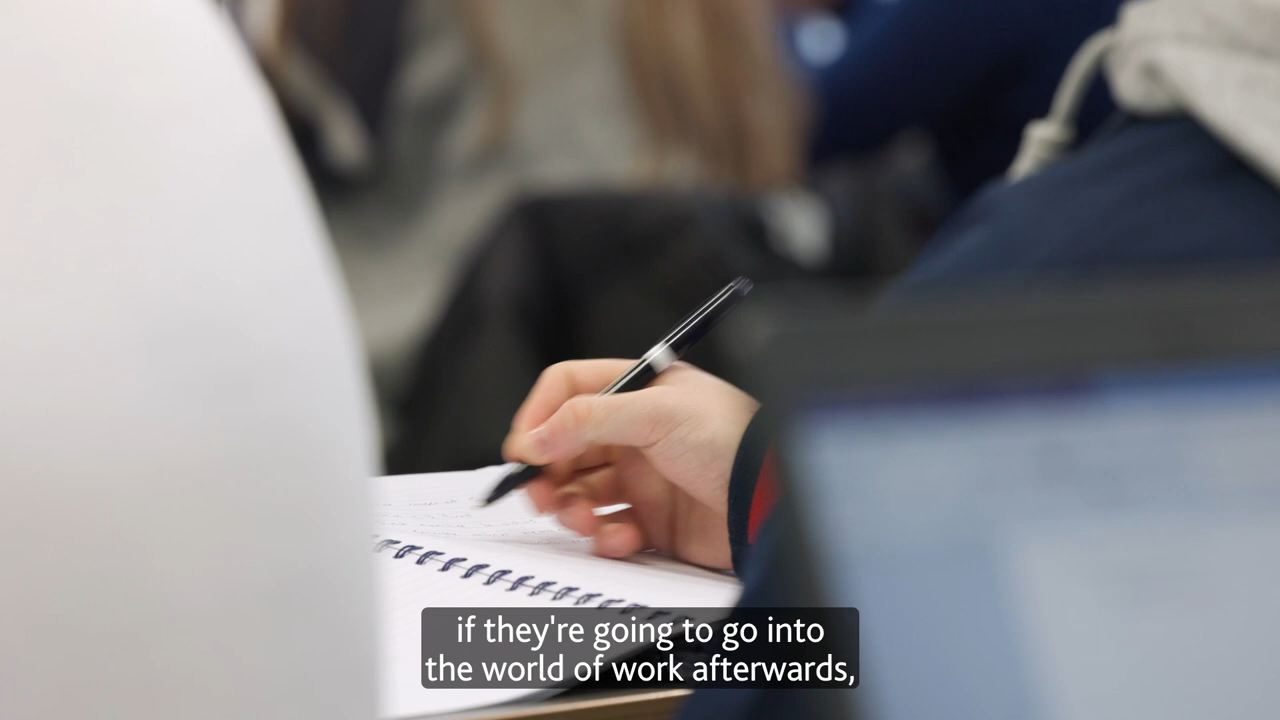 if they're going to go into
the world of work afterwards,